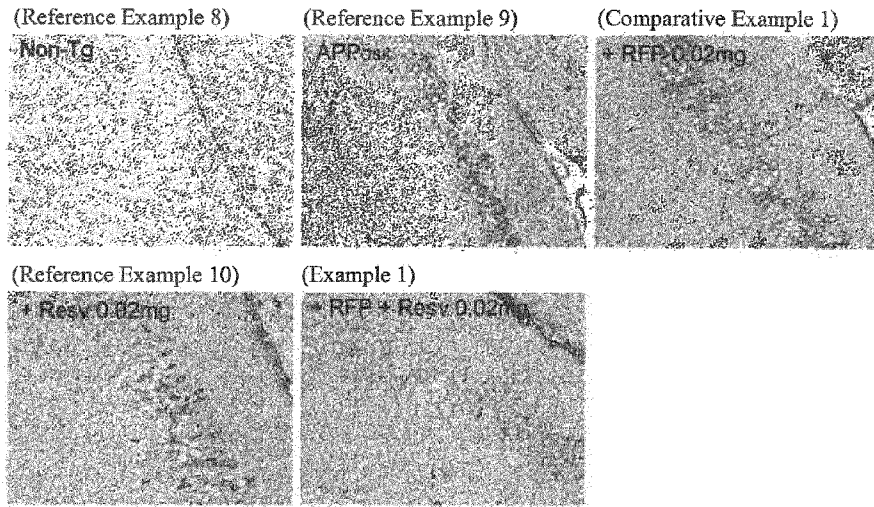 (Reference Example 8)
(Reference Example 9)
(Comparative Example 1)
Non-Tg
APPOSK
+ RFP 0.02mg
(Reference Example 10)
(Example 1)
+ Resv 0.02mg
+ RFP + Resv 0.02mg